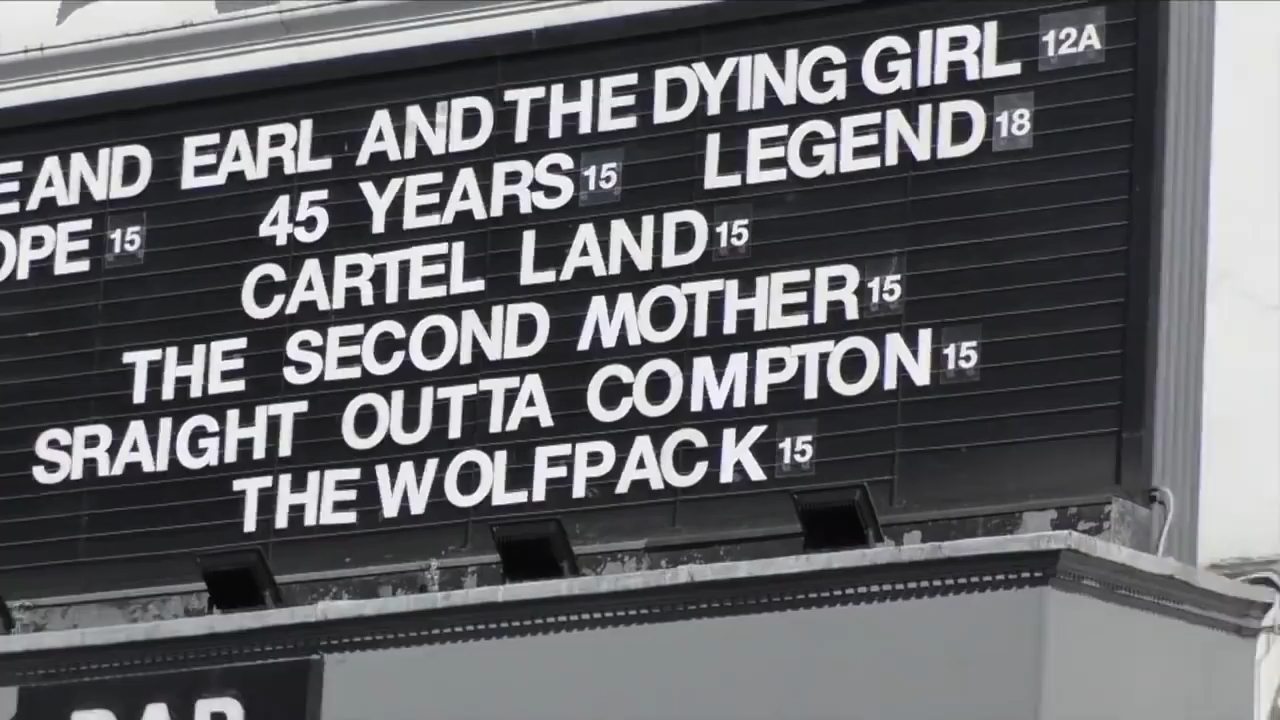 E AND EARL AND THE DYING GIRL 12A
OPE 15 45 YEARS 15 LEGEND 18
CARTEL LAND 15
THE SECOND MOTHER 15
SRAIGHT OUTTA COMPTON 15
THE WOLFPACK 15
BAR